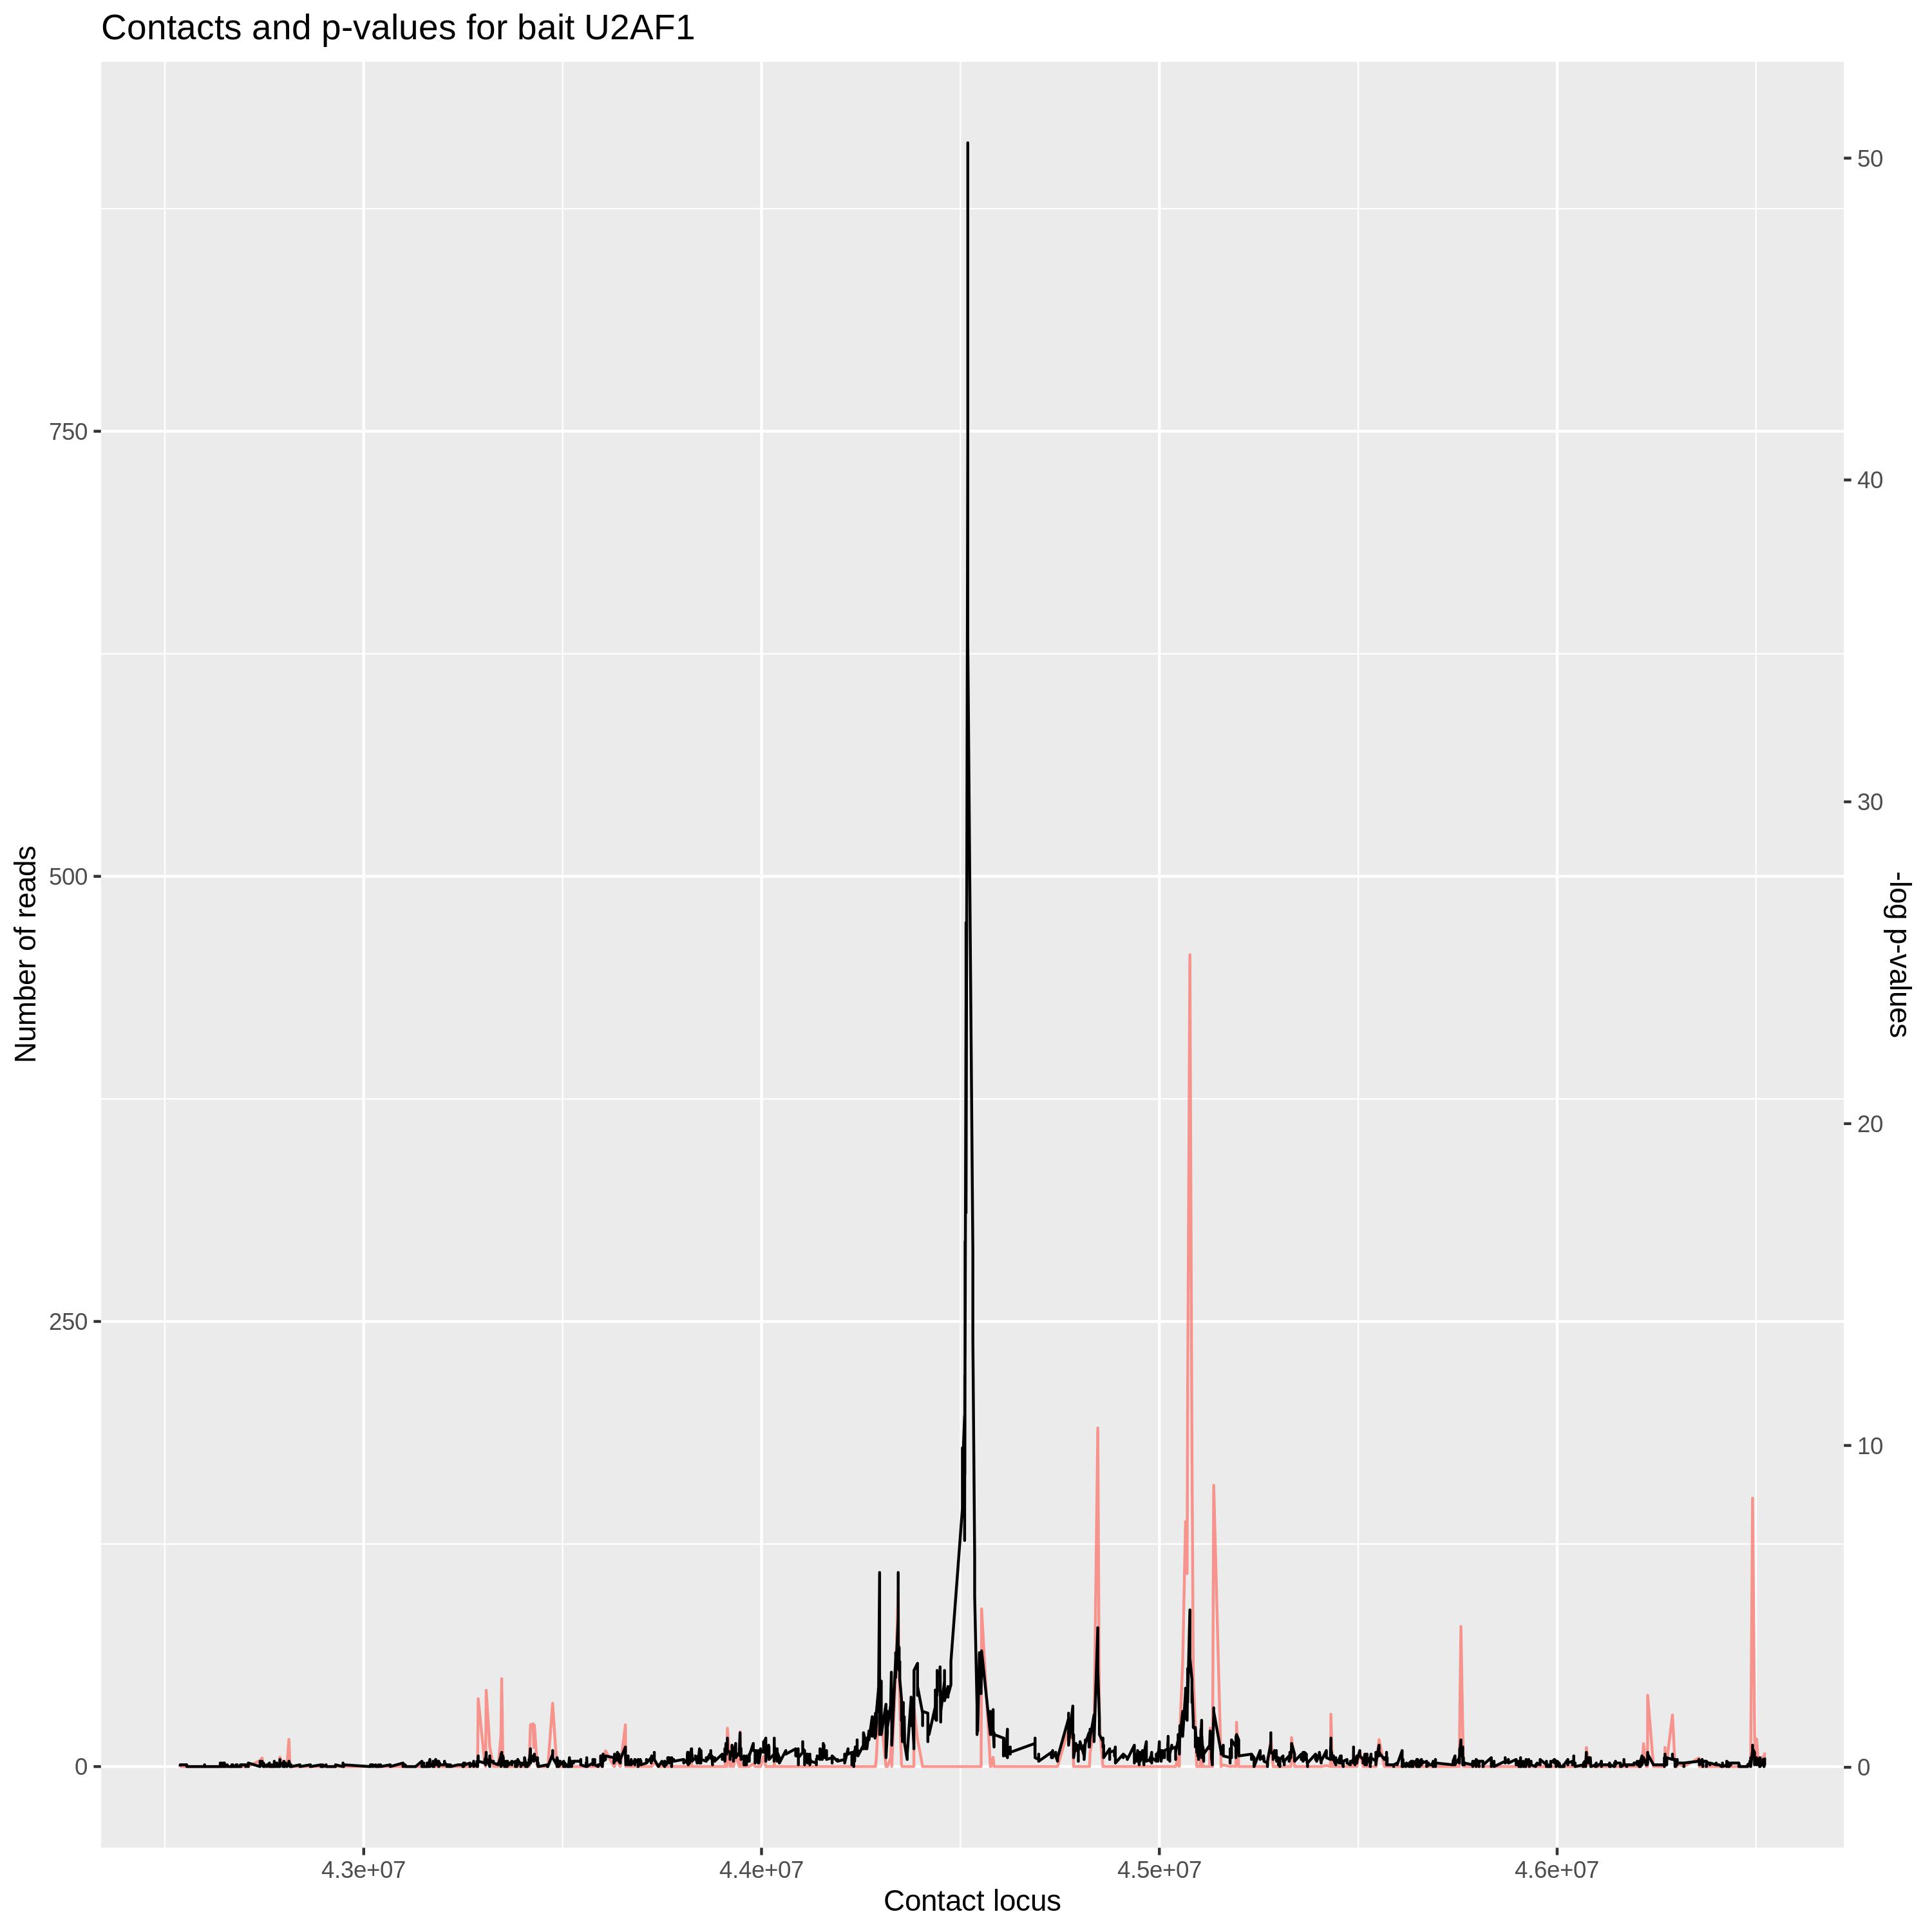 Contacts and p-values for bait U2AF1
Number of reads
750
500
250
0
50
40
30
20
10
0
-log p-values
4.3e+07
4.4e+07
4.5e+07
4.6e+07
Contact locus